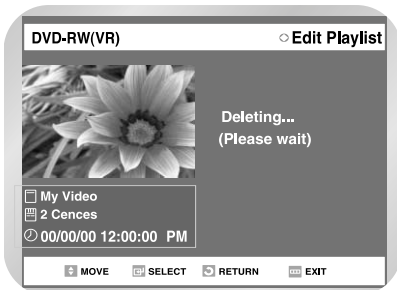 DVD-RW(VR)
Edit Playlist
Deleting...
(Please wait)
My Video
2 Cences
00/00/00 12:00:00 PM
MOVE SELECT RETURN EXIT